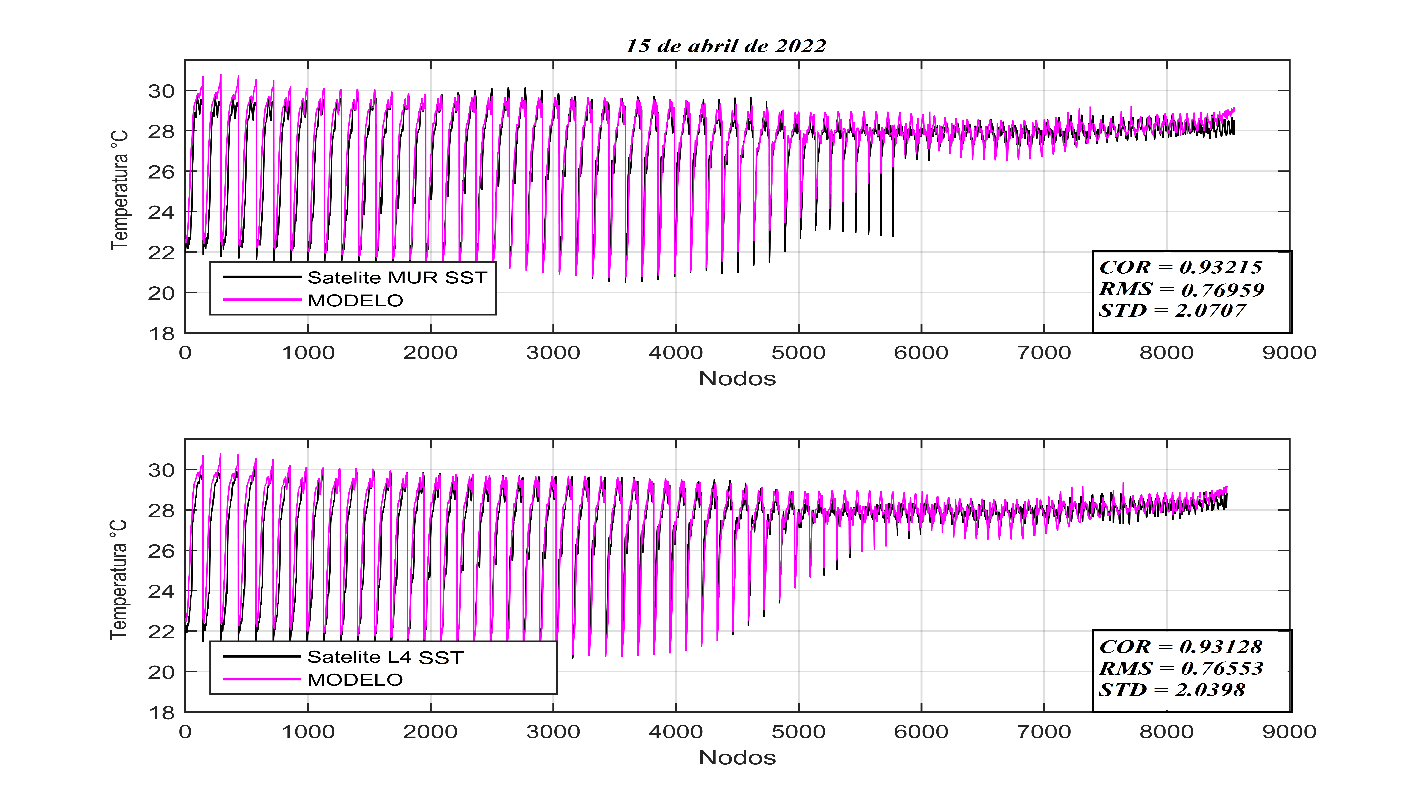 15 de abril de 2022
Temperatura °C
30
28
26
24
22
20
18
Satelite MUR SST
MODELO
COR = 0.93215
RMS = 0.76959
STD = 2.0707
0 1000 2000 3000 4000 5000 6000 7000 8000 9000
Nodos
Temperatura °C
30
28
26
24
22
20
18
Satelite L4 SST
MODELO
COR = 0.93128
RMS = 0.76553
STD = 2.0398
0 1000 2000 3000 4000 5000 6000 7000 8000 9000
Nodos